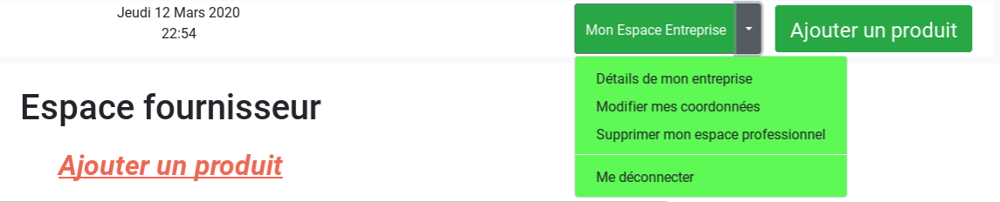 Jeudi 12 Mars 2020
22:54
Mon Espace Entreprise
Ajouter un produit
Détails de mon entreprise
Modifier mes coordonnées
Supprimer mon espace professionnel
Me déconnecter
Espace fournisseur
Ajouter un produit